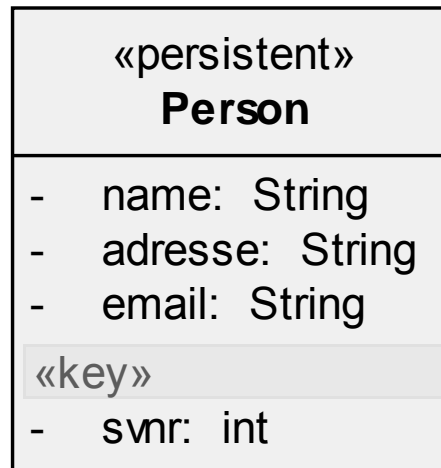 «persistent»
Person
- name: String
- adresse: String
- email: String
«key»
- svnr: int